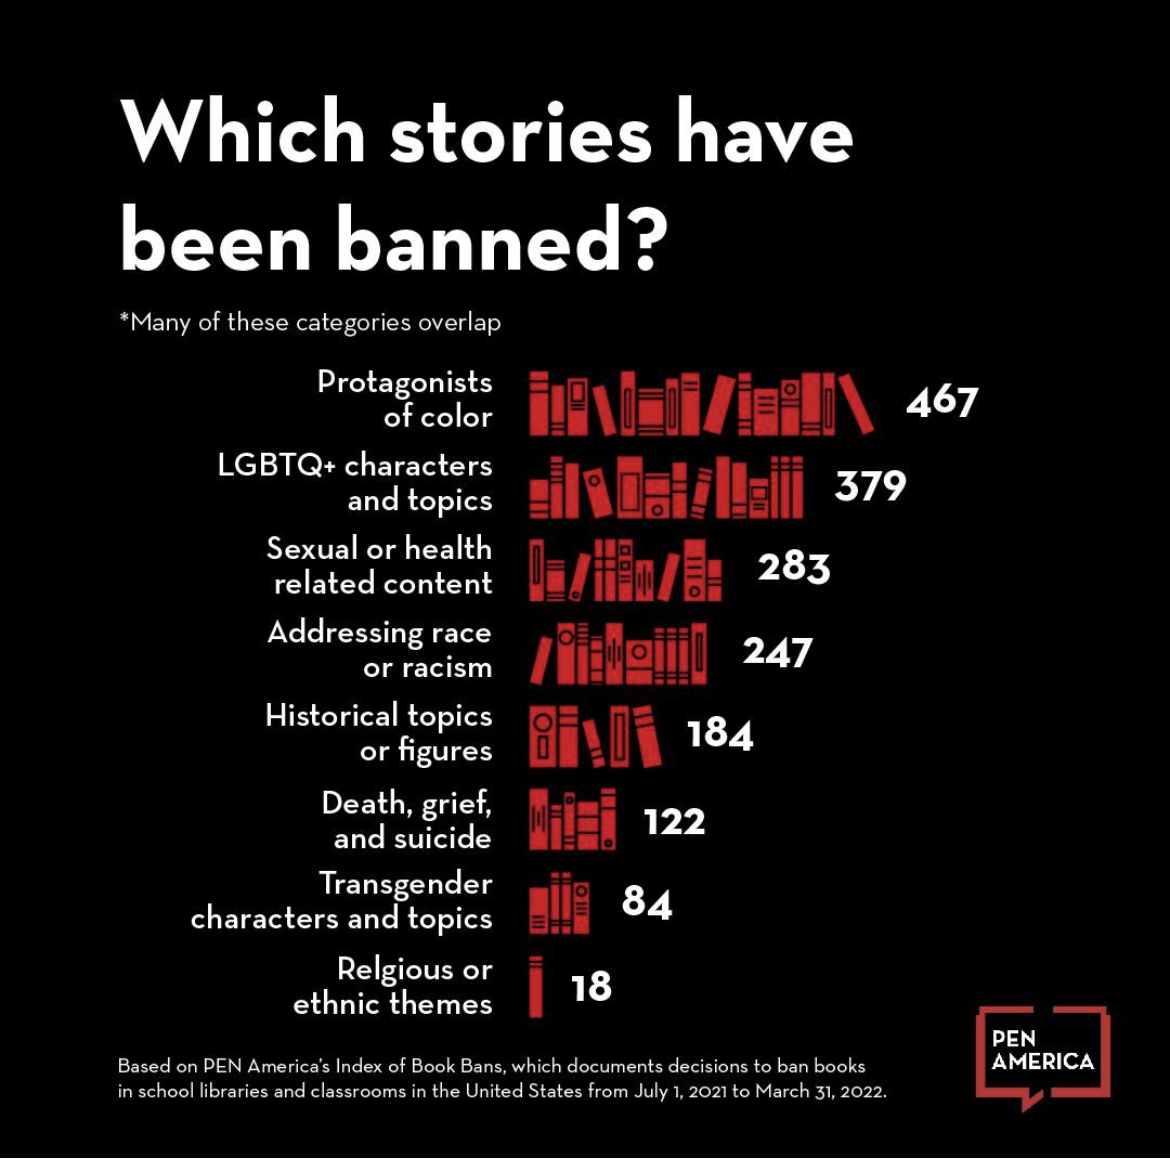 Which stories have
been banned?
*Many of these categories overlap
Protagonists
of color
467
LGBTQ+ characters
and topics
379
Sexual or health
related content
283
Addressing race
or racism
247
Historical topics
or figures
184
Death, grief,
and suicide
122
Transgender
characters and topics
84
Relgious or
ethnic themes
18
Based on PEN America's Index of Book Bans, which documents decisions to ban books
in school libraries and classrooms in the United States from July 1, 2021 to March 31, 2022.
PEN
AMERICA